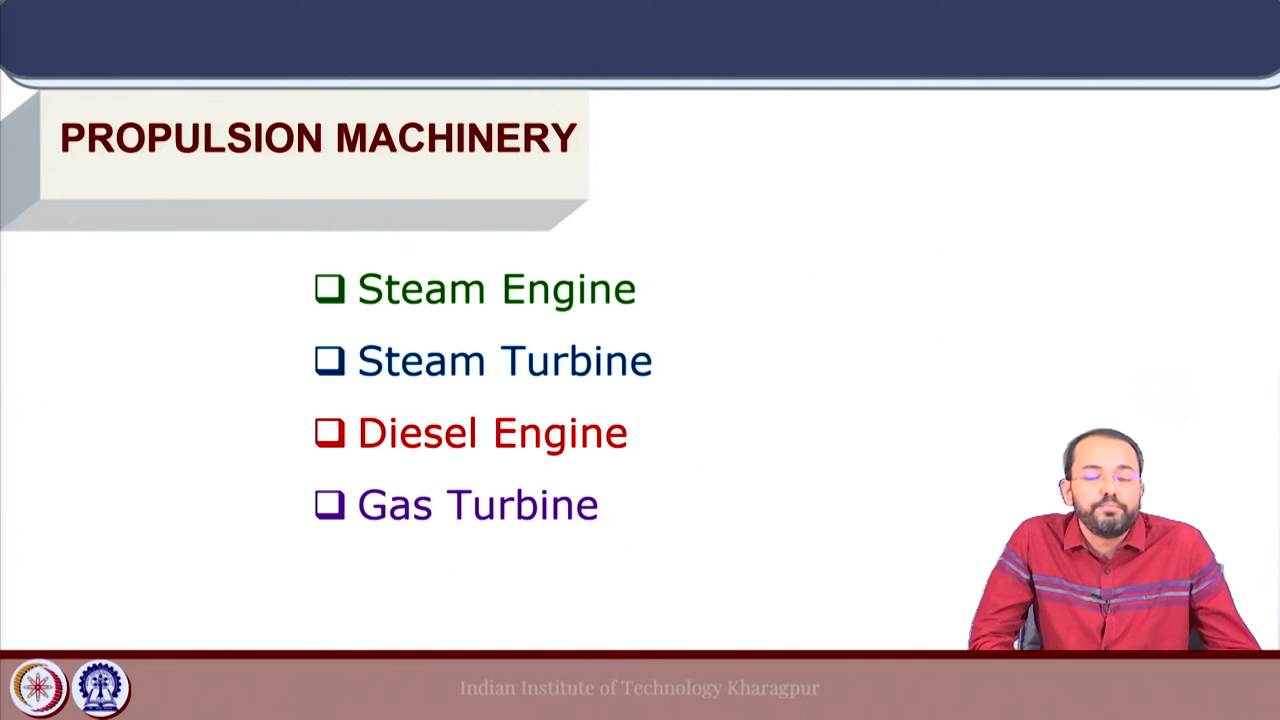 PROPULSION MACHINERY
Steam Engine
Steam Turbine
Diesel Engine
Gas Turbine
Indian Institute of Technology Kharagpur